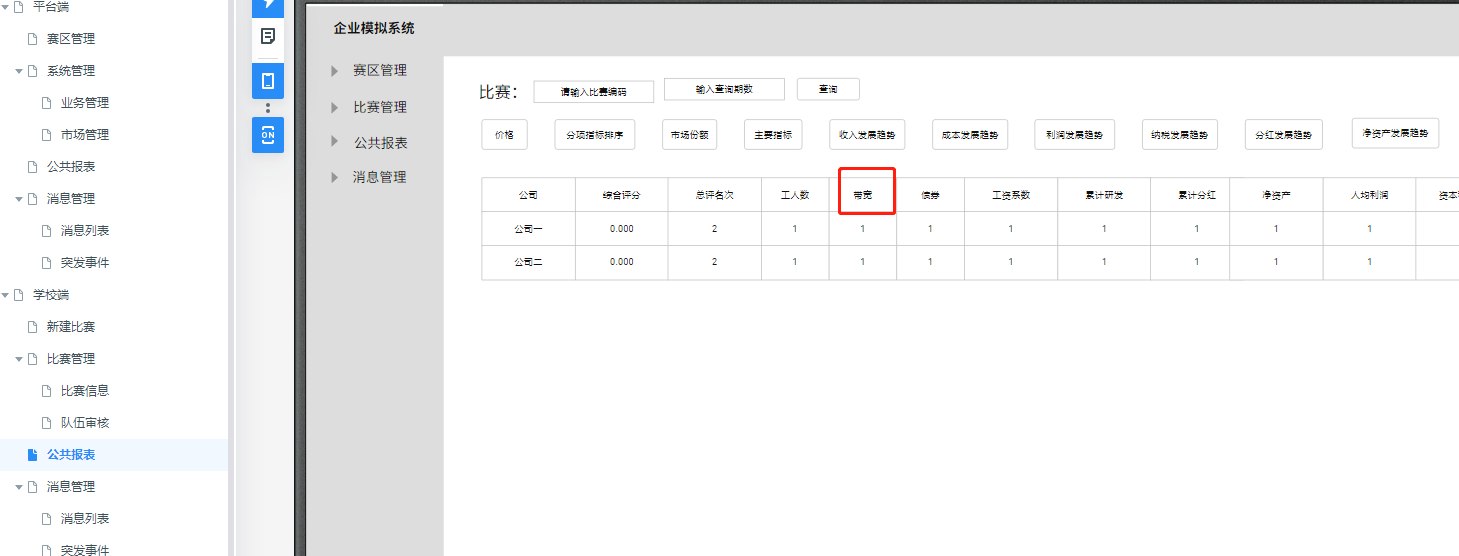 平台端
赛区管理
系统管理
业务管理
市场管理
公共报表
消息管理
消息列表
突发事件
学校端
新建比赛
比赛管理
比赛信息
队伍审核
公共报表
消息管理
消息列表
突发事件
ON
企业模拟系统
赛区管理
比赛管理
公共报表
消息管理
比赛： 请输入比赛编码 输入查询期数 查询
价格 分项指标排序 市场份额 主要指标 收入发展趋势 成本发展趋势 利润发展趋势 纳税发展趋势 分红发展趋势 净资产发展趋势
公司 综合评分 总评名次 工人数 带宽 债券 工资系数 累计研发 累计分红 净资产 人均利润 资本
公司一 0.000 2 1 1 1 1 1 1 1 1
公司二 0.000 2 1 1 1 1 1 1 1 1